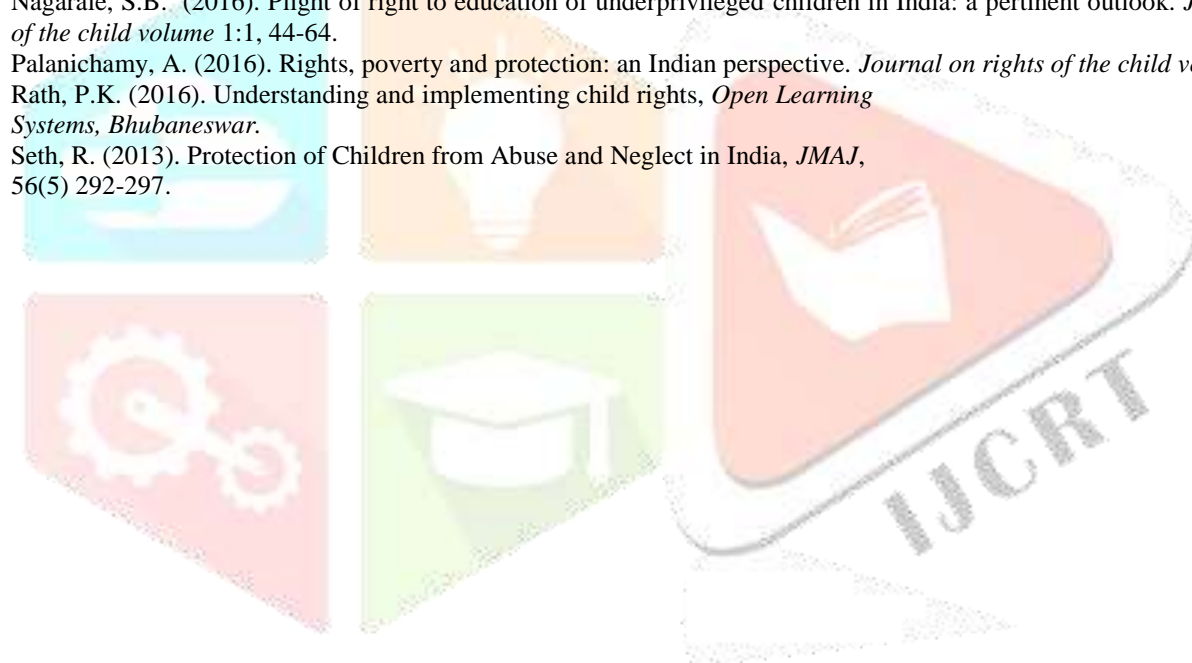 Nagarale, S.B. (2016). Plight of right to education of underprivileged children in India: a pertinent outlook.
of the child volume 1:1, 44-64.
Palanichamy, A. (2016). Rights, poverty and protection: an Indian perspective. Journal on rights of the child
Rath, P.K. (2016). Understanding and implementing child rights, Open Learning
Systems, Bhubaneswar.
Seth, R. (2013). Protection of Children from Abuse and Neglect in India, JMAJ,
56(5) 292-297.
IJCRT